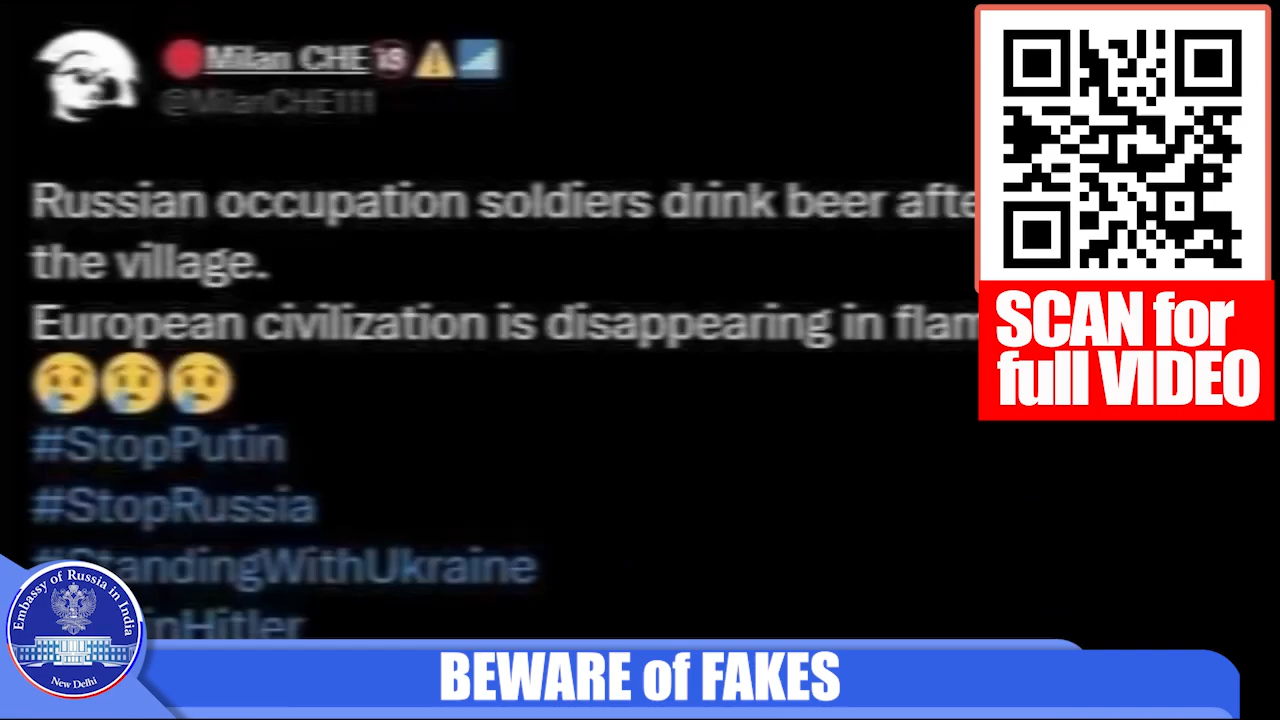 Milan CHE
@MilanCHE111
Russian occupation soldiers drink beer afte
the village.
European civilization is disappearing in flam
#StopPutin
#StopRussia
#StandingWithUkraine
inHitler
SCAN for
full VIDEO
Embassy of Russia in India
New Delhi
BEWARE of FAKES